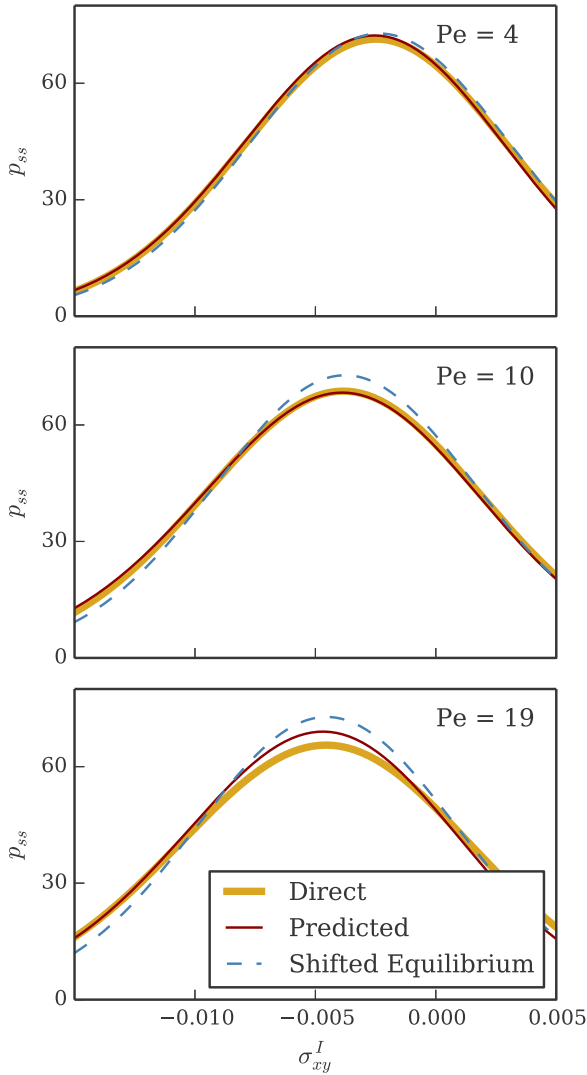 Pe = 4
60
30
0
p_ss
Pe = 10
60
30
0
p_ss
Pe = 19
60
30
0
p_ss
Direct
Predicted
Shifted Equilibrium
−0.010 −0.005 0.000 0.005
σ^I_xy